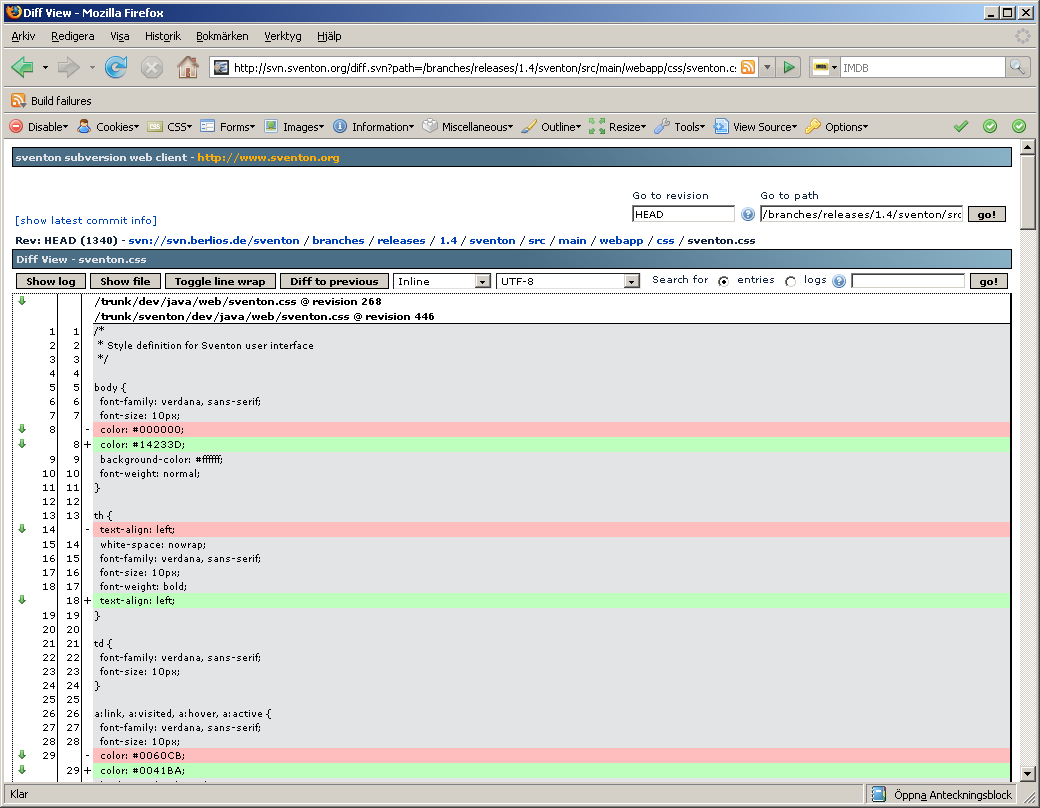 Diff View - Mozilla Firefox
Arkiv Redigera Visa Historik Bokmärken Verktyg Hjälp
http://svn.sventon.org/diff.svn?path=/branches/releases/1.4/sventon/src/main/webapp/css/sventon.c IMDB
Build failures
Disable Cookies CSS Forms Images Information Miscellaneous Outline Resize Tools View Source Options
sventon subversion web client - http://www.sventon.org
Go to revision Go to path
[show latest commit info] HEAD /branches/releases/1.4/sventon/src go!
Rev: HEAD (1340) - svn://svn.berlios.de/sventon / branches / releases / 1.4 / sventon / src / main / webapp / css / sventon.css
Diff View - sventon.css
Show log Show file Toggle line wrap Diff to previous Inline UTF-8 Search for entries logs go!
/trunk/dev/java/web/sventon.css @ revision 268
/trunk/sventon/dev/java/web/sventon.css @ revision 446
1 1 /*
2 2 * Style definition for Sventon user interface
3 3 */
4 4
5 5 body {
6 6 font-family: verdana, sans-serif;
7 7 font-size: 10px;
8 - color: #000000;
8 + color: #14233D;
9 9 background-color: #ffffff;
10 10 font-weight: normal;
11 11 }
12 12
13 13 th {
14 - text-align: left;
15 14 white-space: nowrap;
16 15 font-family: verdana, sans-serif;
17 16 font-size: 10px;
18 17 font-weight: bold;
18 + text-align: left;
19 19 }
20 20
21 21 td {
22 22 font-family: verdana, sans-serif;
23 23 font-size: 10px;
24 24 }
25 25
26 26 a:link, a:visited, a:hover, a:active {
27 27 font-family: verdana, sans-serif;
28 28 font-size: 10px;
29 - color: #0060CB;
29 + color: #0041BA;
Klar Öppna Anteckningsblock